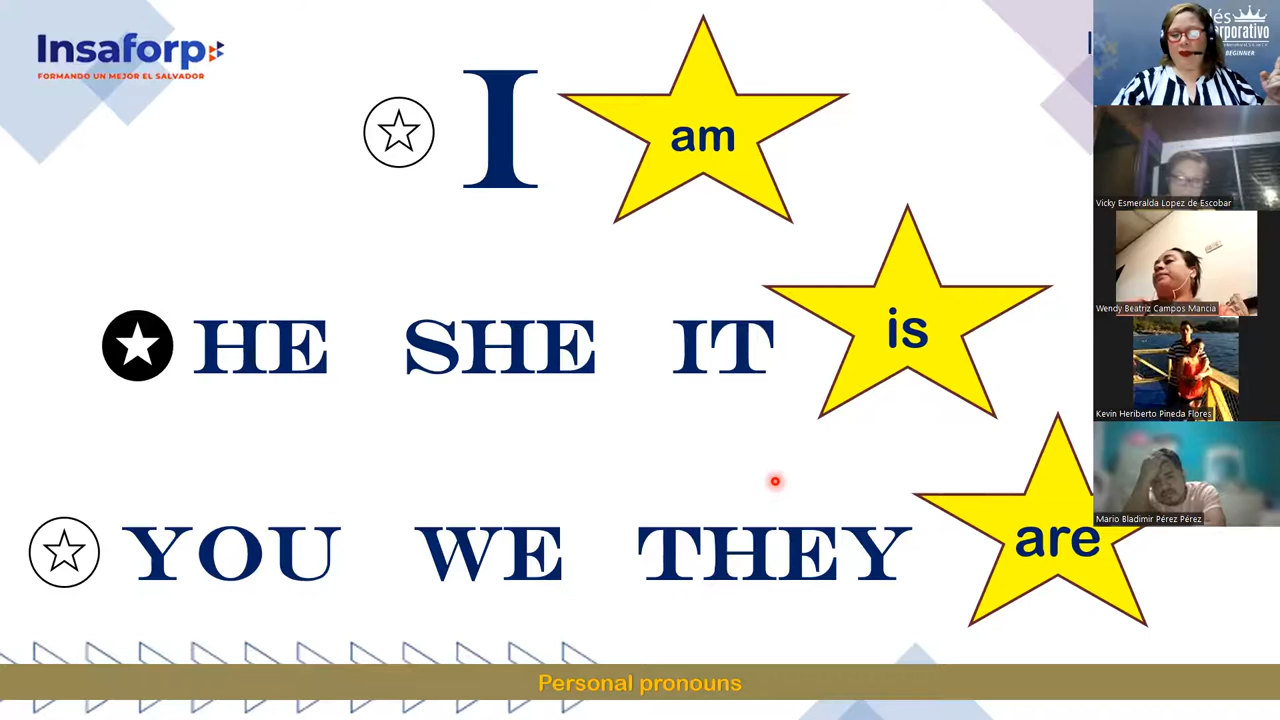 Insaforp
FORMANDO UN MEJOR EL SALVADOR
I am
HE SHE IT is
YOU WE THEY are
Personal pronouns
BEGINNER
Vicky Esmeralda Lopez de Escobar
Wendy Beatriz Campos Mancia
Kevin Heriberto Pineda Flores
Mario Bladimir Pérez Pérez